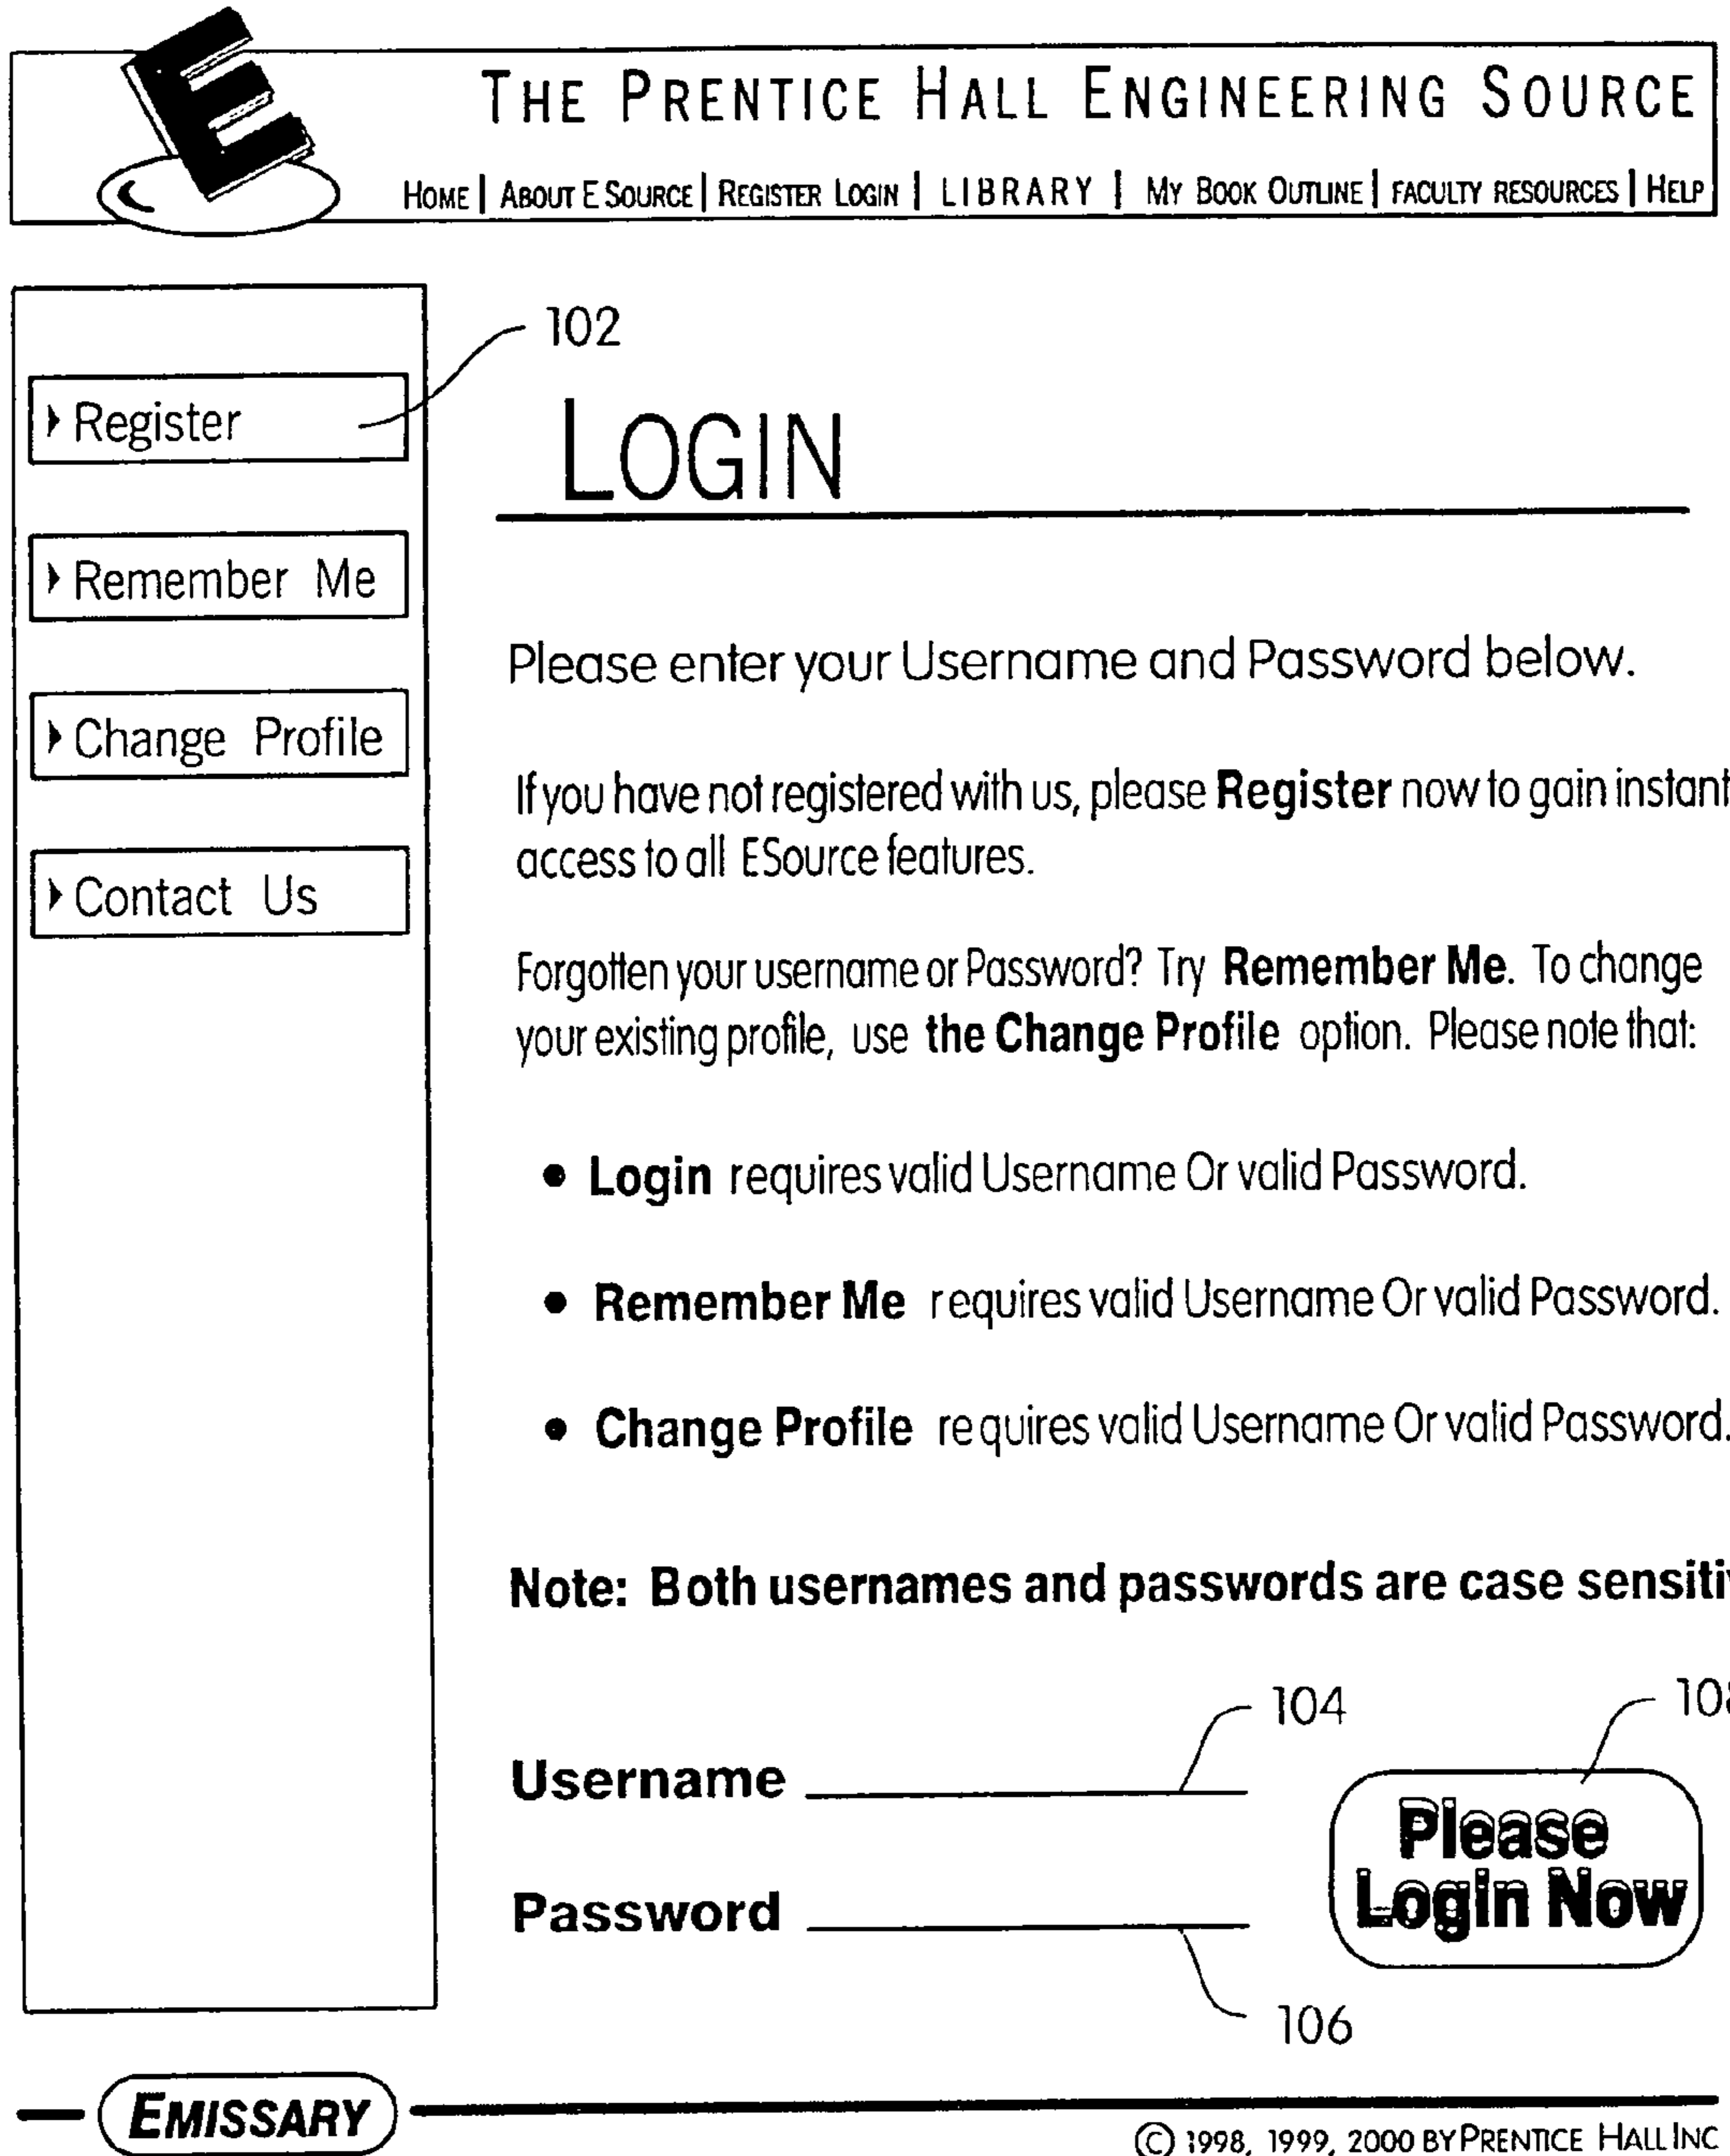 THE PRENTICE HALL ENGINEERING SOURCE
HOME | ABOUT E SOURCE | REGISTER LOGIN | LIBRARY | MY BOOK OUTLINE | FACULTY RESOURCES | HELP
102
Register
Remember Me
Change Profile
Contact Us
LOGIN
Please enter your Username and Password below.
If you have not registered with us, please Register now to gain instant
access to all ESource features.
Forgotten your username or Password? Try Remember Me. To change
your existing profile, use the Change Profile option. Please note that:
• Login requires valid Username Or valid Password.
• Remember Me requires valid Username Or valid Password.
• Change Profile requires valid Username Or valid Password.
Note: Both usernames and passwords are case
104
Username
Please
Login Now
Password
106
EMISSARY
© 1998, 1999, 2000 BY PRENTICE HALL INC